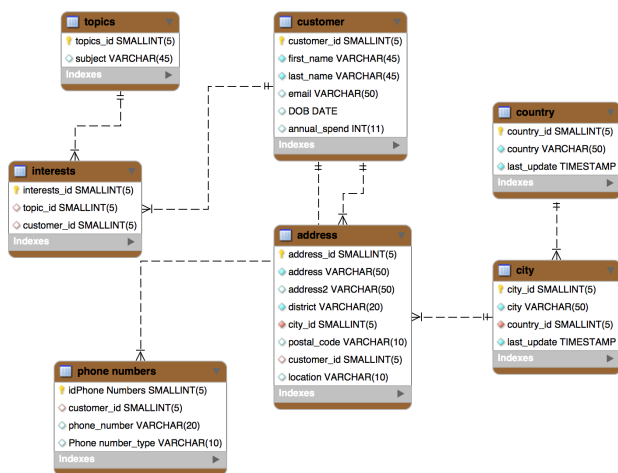 topics
topics_id SMALLINT(5)
subject VARCHAR(45)
Indexes
customer
customer_id SMALLINT(5)
first_name VARCHAR(45)
last_name VARCHAR(45)
email VARCHAR(50)
DOB DATE
annual_spend INT(11)
Indexes
country
country_id SMALLINT(5)
country VARCHAR(50)
last_update TIMESTAMP
Indexes
interests
interests_id SMALLINT(5)
topic_id SMALLINT(5)
customer_id SMALLINT(5)
Indexes
address
address_id SMALLINT(5)
address VARCHAR(50)
address2 VARCHAR(50)
district VARCHAR(20)
city_id SMALLINT(5)
postal_code VARCHAR(10)
customer_id SMALLINT(5)
location VARCHAR(10)
Indexes
city
city_id SMALLINT(5)
city VARCHAR(50)
country_id SMALLINT(5)
last_update TIMESTAMP
Indexes
phone numbers
idPhone Numbers SMALLINT(5)
customer_id SMALLINT(5)
phone_number VARCHAR(20)
Phone number_type VARCHAR(10)
Indexes